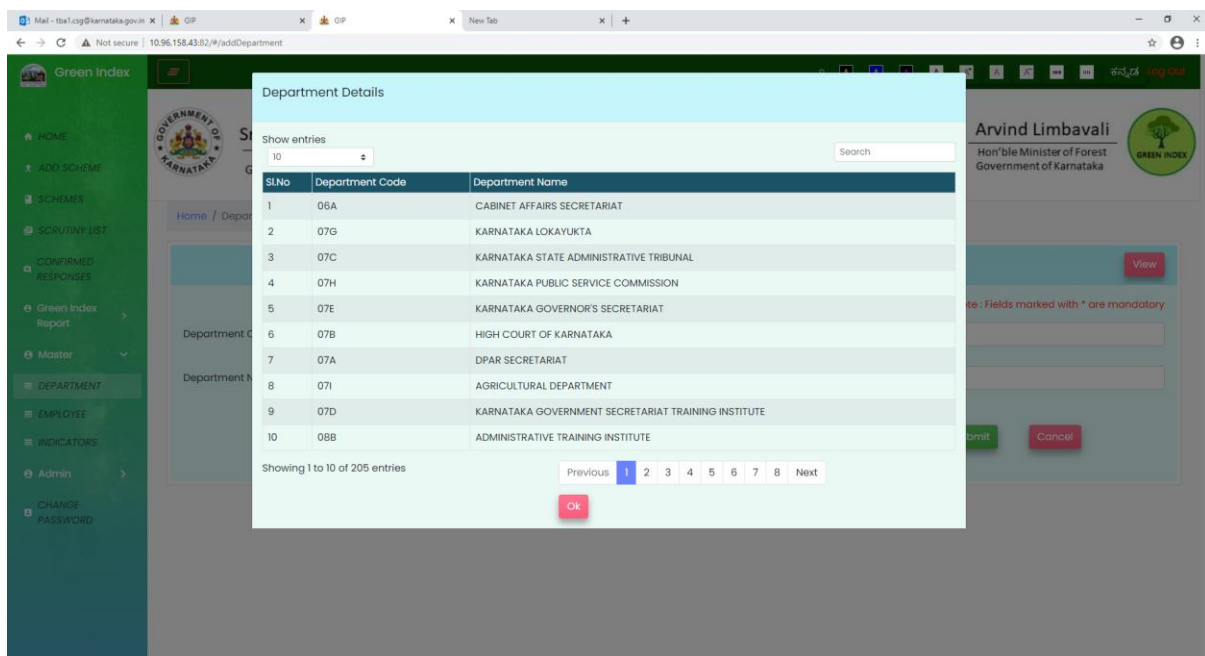 Mail - tba1.csg@karnataka.gov.in
GIP
GIP
New Tab
Not secure | 10.96.158.43:82/#/addDepartment
Green Index
ಕನ್ನಡ Log Out
Department Details
GOVERNMENT OF KARNATAKA
Arvind Limbavali
Hon'ble Minister of Forest
Government of Karnataka
GREEN INDEX
HOME
ADD SCHEME
SCHEMES
SCRUTINY LIST
CONFIRMED
RESPONSES
Green Index
Report
Master
DEPARTMENT
EMPLOYEE
INDICATORS
Admin
CHANGE
PASSWORD
Home / Depar
View
Fields marked with * are mandatory
Department
Department
Cancel
Show entries
10
Search
Sl.No Department Code Department Name
1 06A CABINET AFFAIRS SECRETARIAT
2 07G KARNATAKA LOKAYUKTA
3 07C KARNATAKA STATE ADMINISTRATIVE TRIBUNAL
4 07H KARNATAKA PUBLIC SERVICE COMMISSION
5 07E KARNATAKA GOVERNOR'S SECRETARIAT
6 07B HIGH COURT OF KARNATAKA
7 07A DPAR SECRETARIAT
8 07I AGRICULTURAL DEPARTMENT
9 07D KARNATAKA GOVERNMENT SECRETARIAT TRAINING INSTITUTE
10 08B ADMINISTRATIVE TRAINING INSTITUTE
Showing 1 to 10 of 205 entries
Previous 1 2 3 4 5 6 7 8 Next
Ok